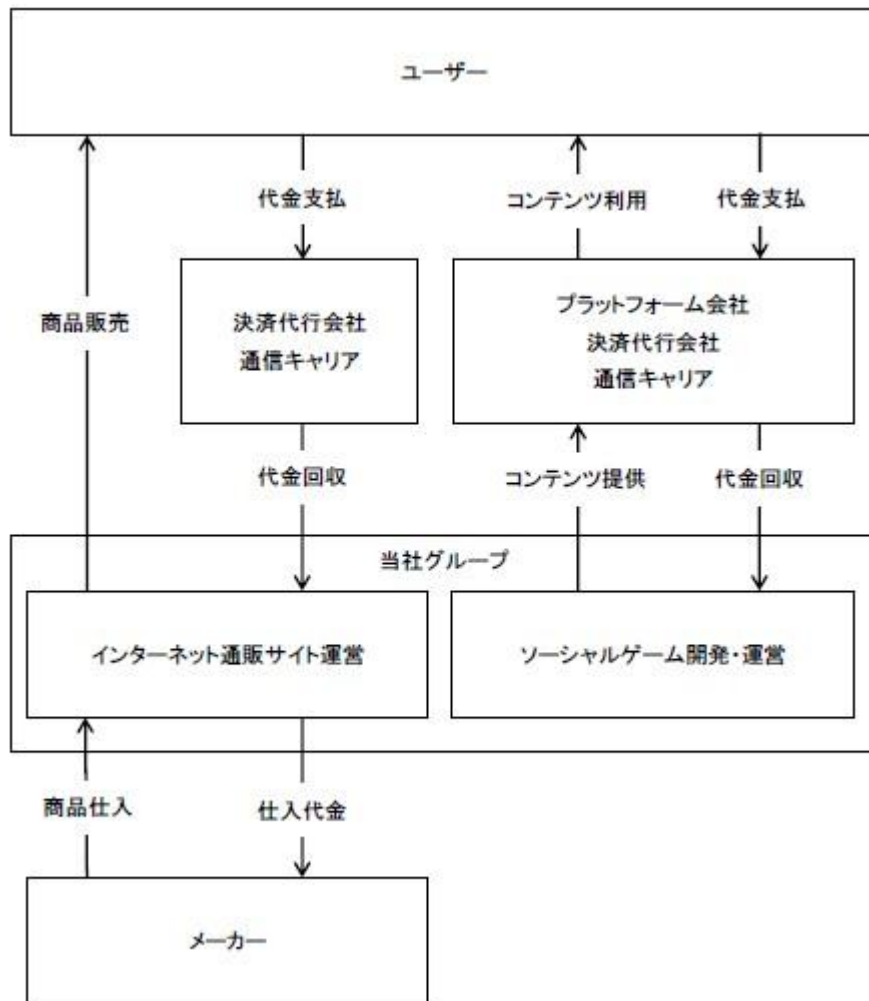 ユーザー
代金支払
コンテンツ利用
代金支払
商品販売
決済代行会社
通信キャリア
プラットフォーム会社
決済代行会社
通信キャリア
代金回収
コンテンツ提供
代金回収
当社グループ
インターネット通販サイト運営
ソーシャルゲーム開発・運営
商品仕入
仕入代金
メーカー